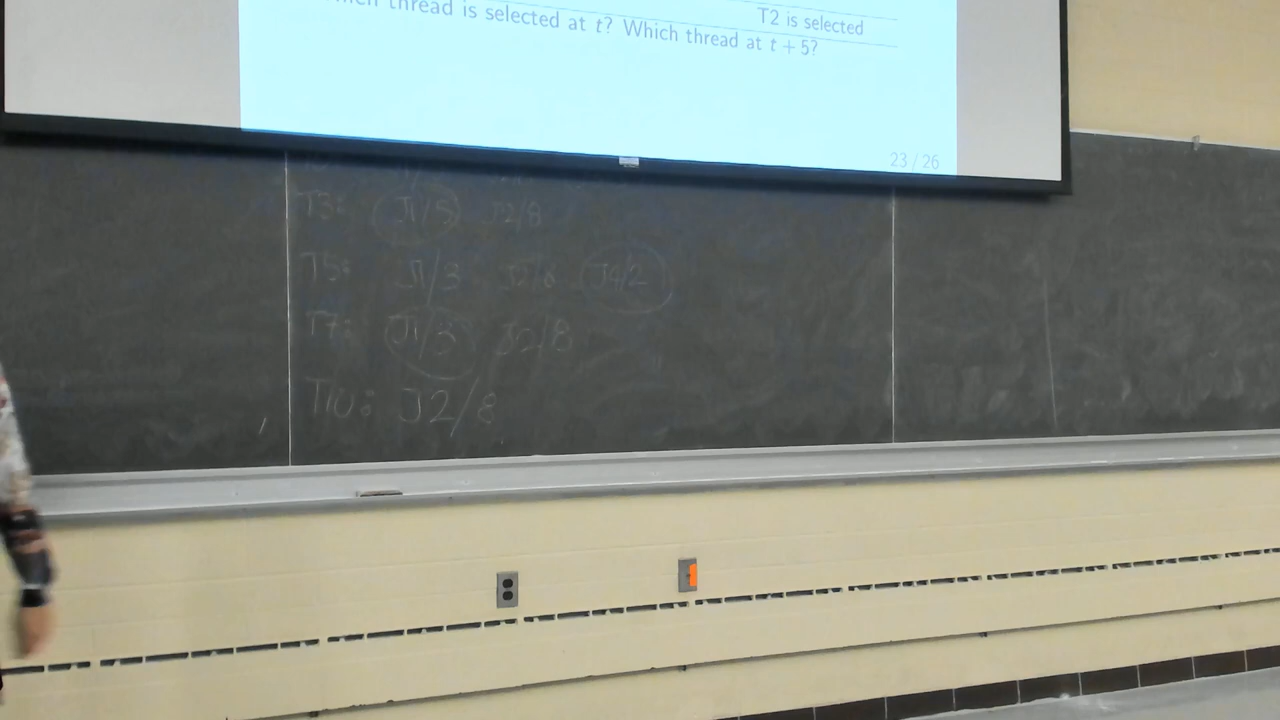 T2 is selected
thread is selected at t? Which thread at t + 5?
23 / 26
T3: J1/5 J2/8
T5: J1/3 J2/8 J4/2
T7: J1/3 J2/8
T10: J2/8